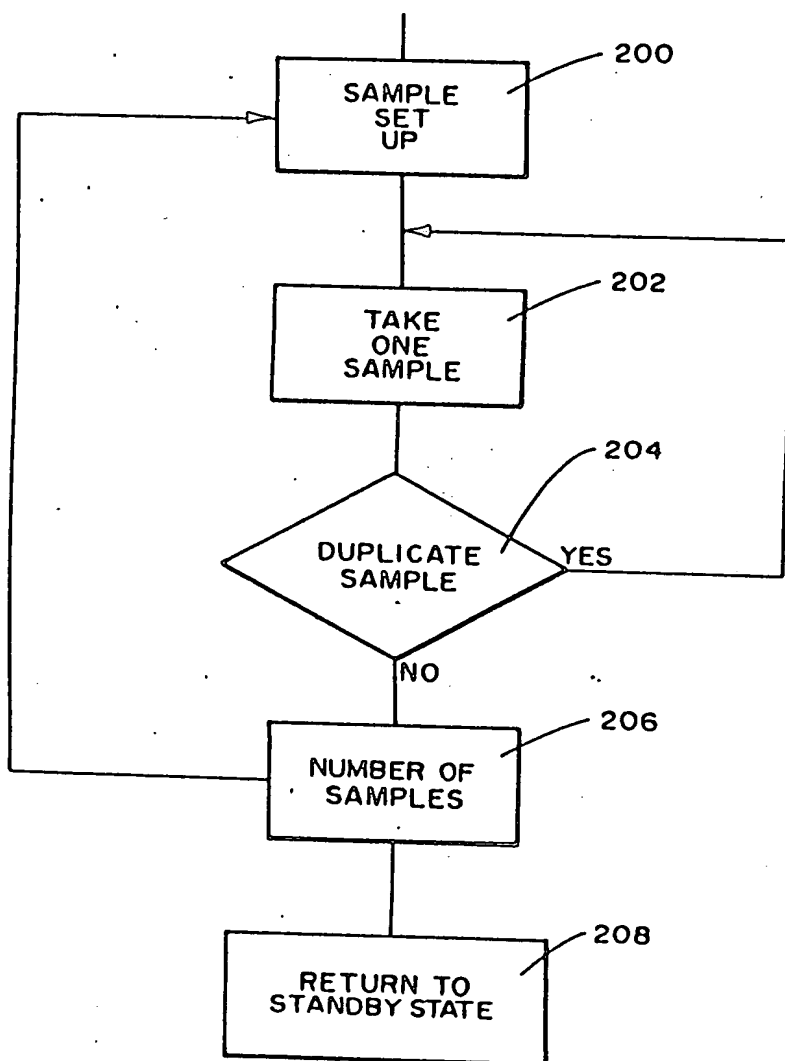 200
SAMPLE
SET
UP
202
TAKE
ONE
SAMPLE
204
DUPLICATE
SAMPLE
YES
NO
206
NUMBER OF
SAMPLES
208
RETURN TO
STANDBY STATE